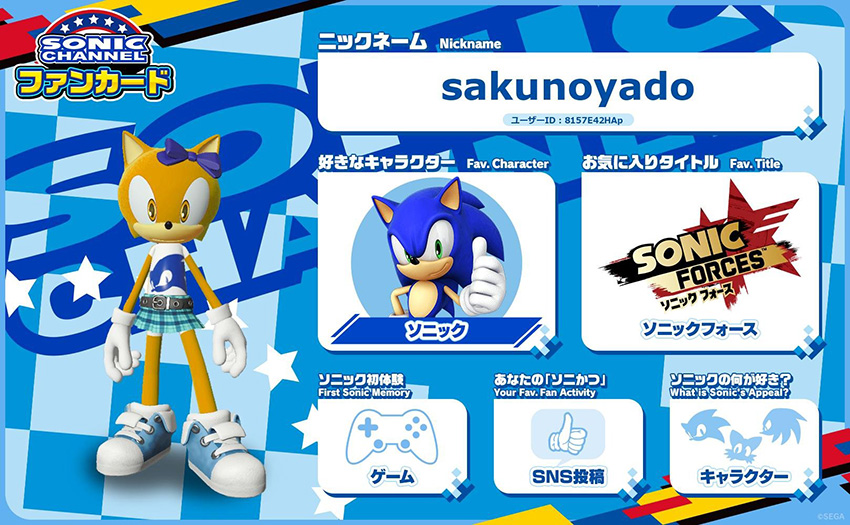 SONIC
CHANNEL
ファンカード
ニックネーム Nickname
sakunoyado
ユーザーID : 8157E42HAp
好きなキャラクター Fav. Character
ソニック
お気に入りタイトル Fav. Title
SONIC
FORCES™
ソニック フォース
ソニックフォース
ソニック初体験
First Sonic Memory
ゲーム
あなたの「ソニかつ」
Your Fav. Fan Activity
SNS投稿
ソニックの何が好き?
What is Sonic's Appeal?
キャラクター
©SEGA